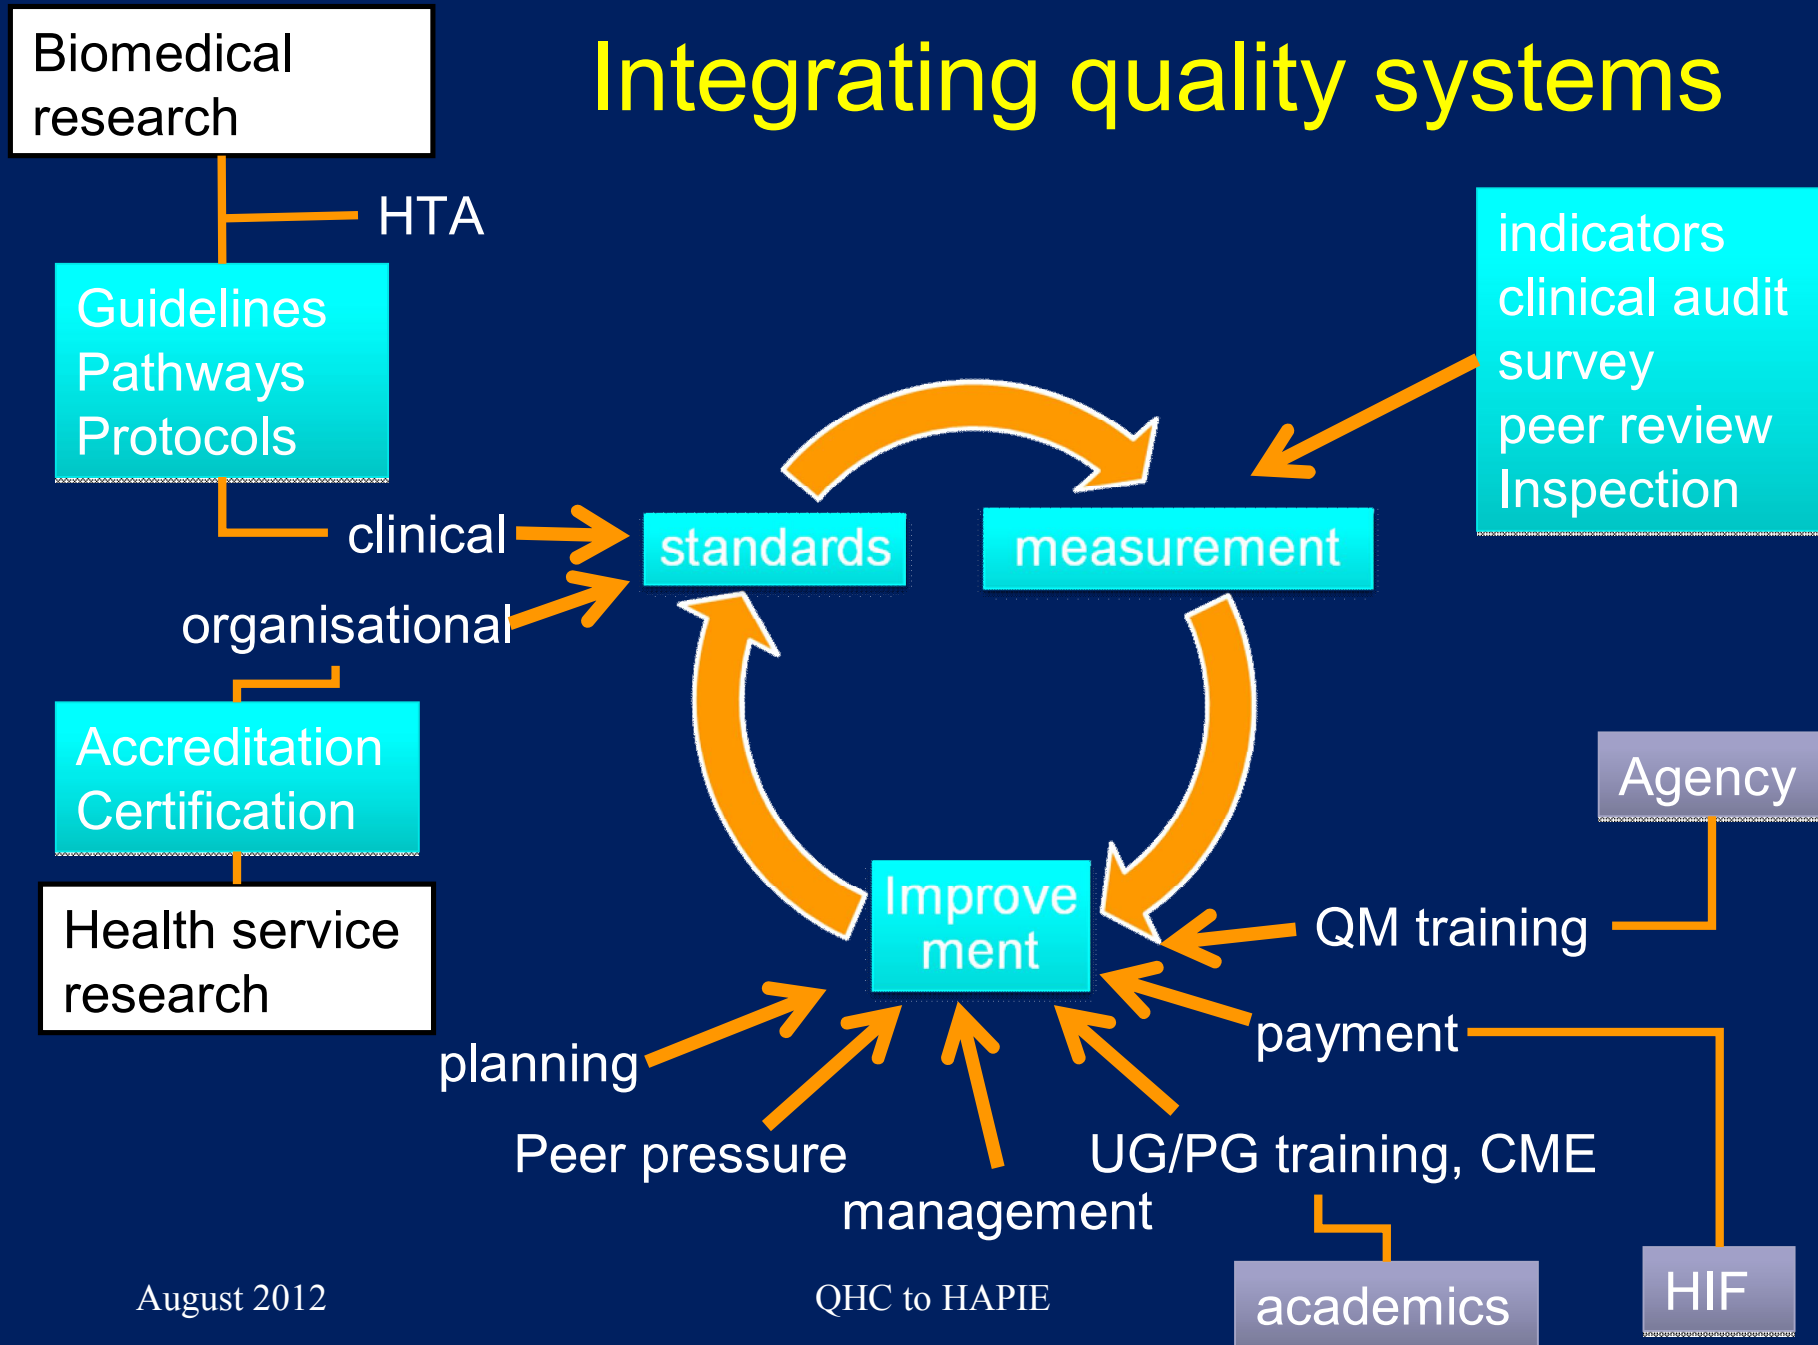 Integrating quality systems
Biomedical
research
HTA
Guidelines
Pathways
Protocols
clinical
organisational
Accreditation
Certification
Health service
research
standards
measurement
Improve
ment
indicators
clinical audit
survey
peer review
Inspection
Agency
QM training
payment
planning
Peer pressure
management
UG/PG training, CME
academics
HIF
August 2012
QHC to HAPIE